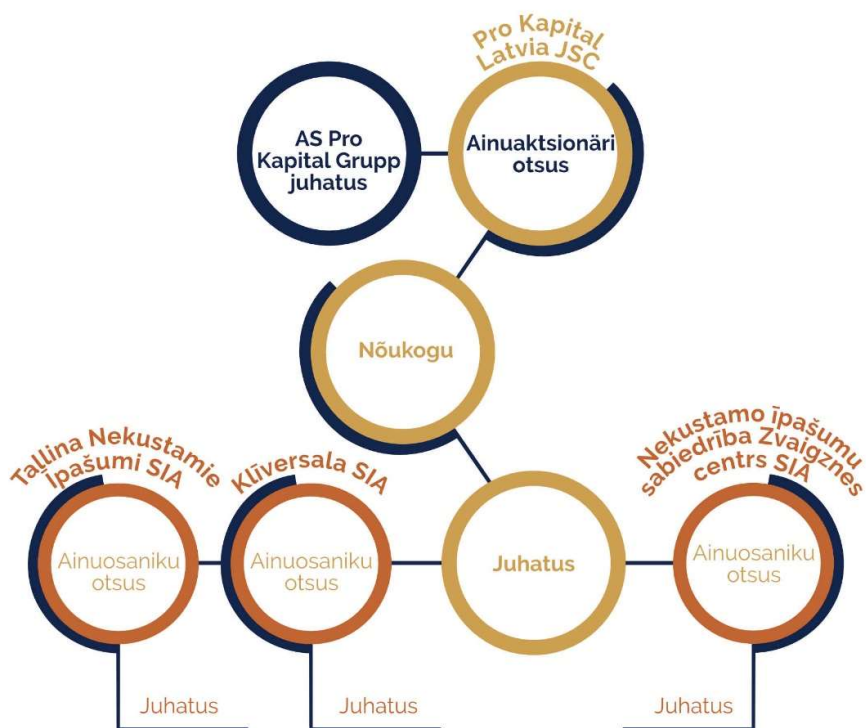 Pro Kapital
Latvia JSC
AS Pro
Kapital Grupp
juhatus
Ainuaktsionäri
otsus
Nõukogu
Taļlina Nekustamie
Īpašumi SIA
Klīversala SIA
Nekustamo īpašumu
sabiedrība Zvaigznes
centrs SIA
Ainuosaniku
otsus
Ainuosaniku
otsus
Juhatus
Ainuosaniku
otsus
Juhatus
Juhatus
Juhatus